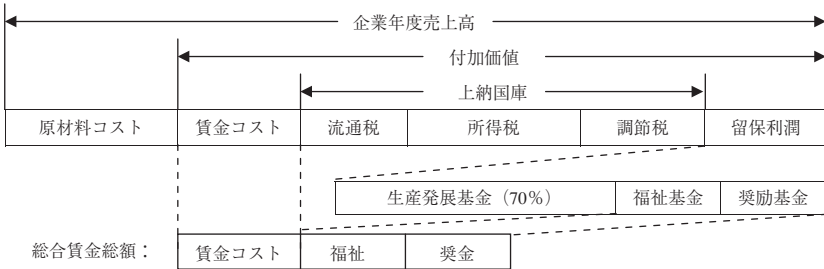 企業年度売上高
付加価値
上納国庫
原材料コスト 賃金コスト 流通税 所得税 調節税 留保利潤
生産発展基金（70%） 福祉基金 奨励基金
総合賃金総額： 賃金コスト 福祉 奨金